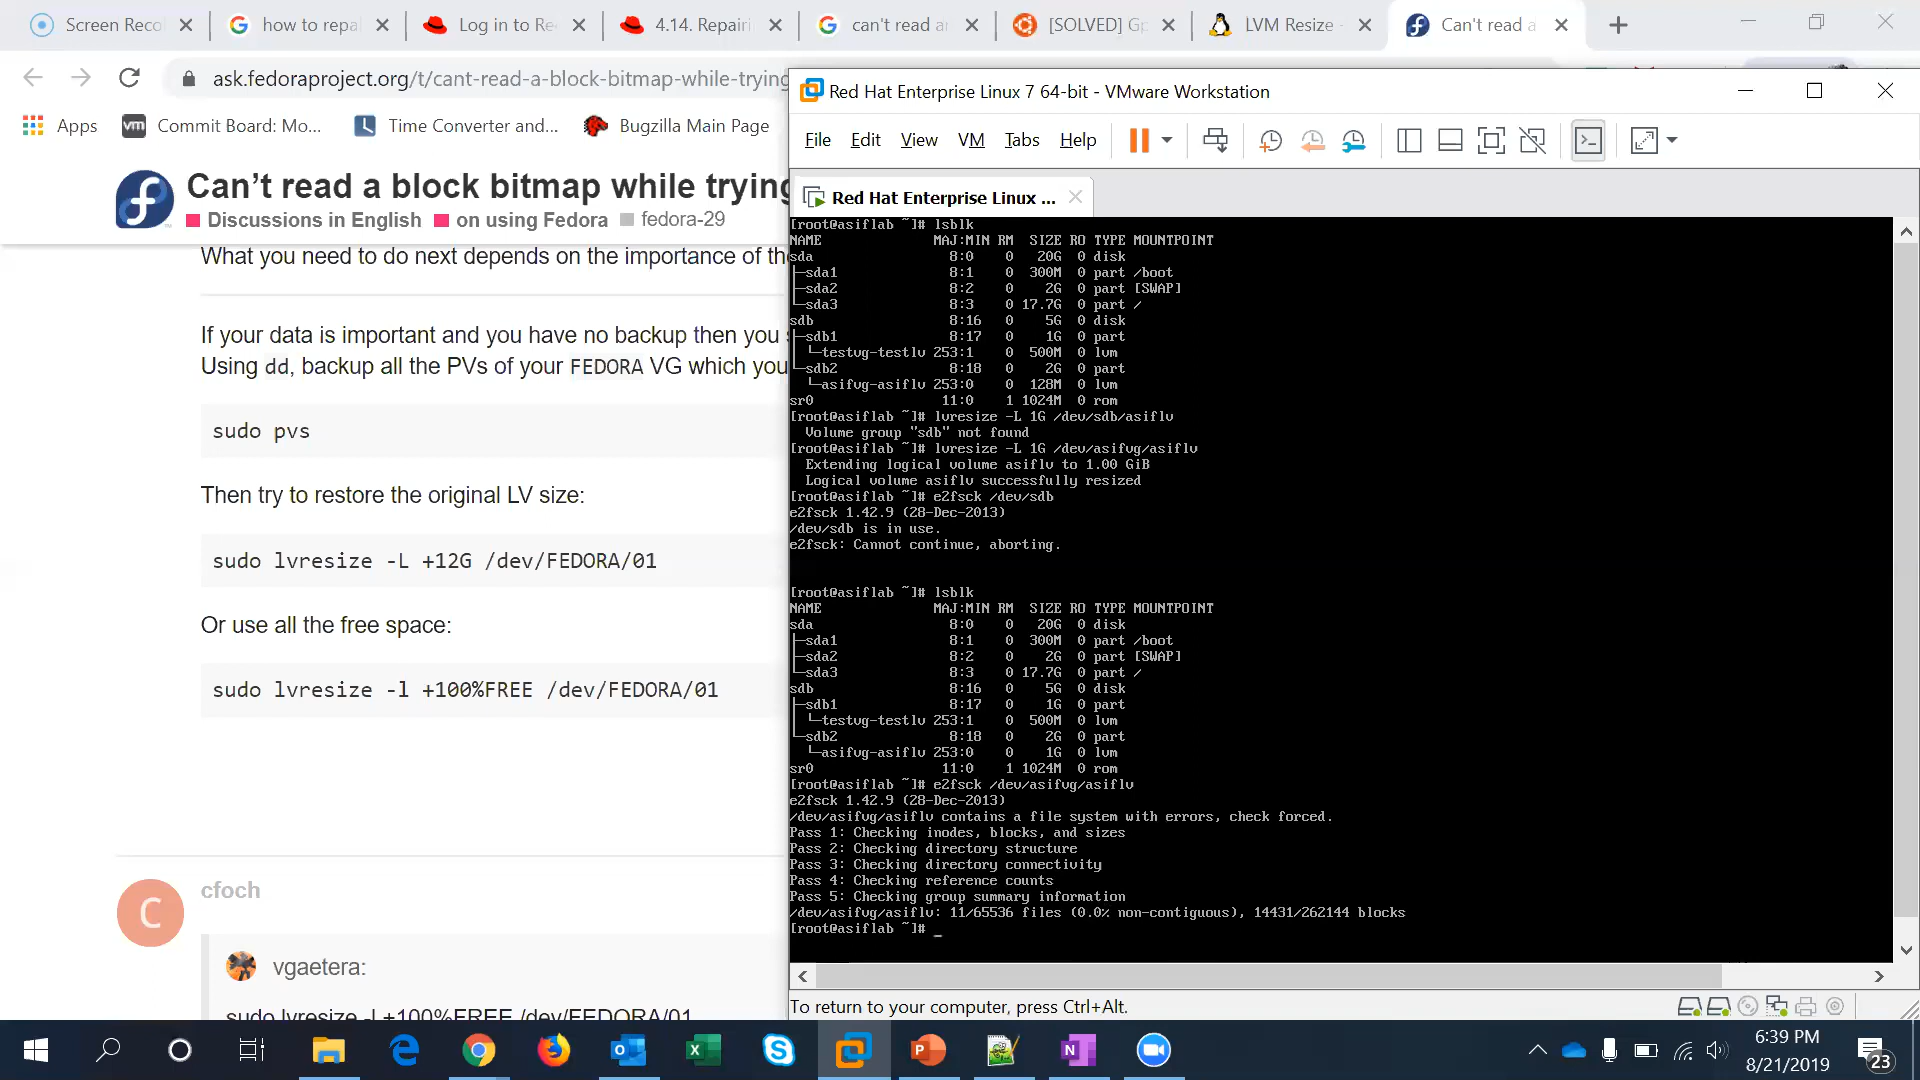 Screen Reco
how to repa
Log in to Re
4.14. Repairi
can't read a
[SOLVED] Gp
LVM Resize -
Can't read a
ask.fedoraproject.org/t/cant-read-a-block-bitmap-while-trying
Apps
Commit Board: Mo...
Time Converter and...
Bugzilla Main Page
Can’t read a block bitmap while trying
Discussions in English on using Fedora fedora-29
What you need to do next depends on the importance of the
If your data is important and you have no backup then you s
Using dd, backup all the PVs of your FEDORA VG which you
sudo pvs
Then try to restore the original LV size:
sudo lvresize -L +12G /dev/FEDORA/01
Or use all the free space:
sudo lvresize -l +100%FREE /dev/FEDORA/01
C
cfoch
vgaetera:
sudo lvresize -l +100%FREE /dev/FEDORA/01
Red Hat Enterprise Linux 7 64-bit - VMware Workstation
File Edit View VM Tabs Help
Red Hat Enterprise Linux ...
[root@asiflab ~]# lsblk
NAME MAJ:MIN RM SIZE RO TYPE MOUNTPOINT
sda 8:0 0 20G 0 disk
├─sda1 8:1 0 300M 0 part /boot
├─sda2 8:2 0 2G 0 part [SWAP]
└─sda3 8:3 0 17.7G 0 part /
sdb 8:16 0 5G 0 disk
├─sdb1 8:17 0 1G 0 part
│ └─testvg-testlv 253:1 0 500M 0 lvm
└─sdb2 8:18 0 2G 0 part
└─asifvg-asiflv 253:0 0 128M 0 lvm
sr0 11:0 1 1024M 0 rom
[root@asiflab ~]# lvresize -L 1G /dev/sdb/asiflv
Volume group "sdb" not found
[root@asiflab ~]# lvresize -L 1G /dev/asifvg/asiflv
Extending logical volume asiflv to 1.00 GiB
Logical volume asiflv successfully resized
[root@asiflab ~]# e2fsck /dev/sdb
e2fsck 1.42.9 (28-Dec-2013)
/dev/sdb is in use.
e2fsck: Cannot continue, aborting.
[root@asiflab ~]# lsblk
NAME MAJ:MIN RM SIZE RO TYPE MOUNTPOINT
sda 8:0 0 20G 0 disk
├─sda1 8:1 0 300M 0 part /boot
├─sda2 8:2 0 2G 0 part [SWAP]
└─sda3 8:3 0 17.7G 0 part /
sdb 8:16 0 5G 0 disk
├─sdb1 8:17 0 1G 0 part
│ └─testvg-testlv 253:1 0 500M 0 lvm
└─sdb2 8:18 0 2G 0 part
└─asifvg-asiflv 253:0 0 1G 0 lvm
sr0 11:0 1 1024M 0 rom
[root@asiflab ~]# e2fsck /dev/asifvg/asiflv
e2fsck 1.42.9 (28-Dec-2013)
/dev/asifvg/asiflv contains a file system with errors, check forced.
Pass 1: Checking inodes, blocks, and sizes
Pass 2: Checking directory structure
Pass 3: Checking directory connectivity
Pass 4: Checking reference counts
Pass 5: Checking group summary information
/dev/asifvg/asiflv: 11/65536 files (0.0% non-contiguous), 14431/262144 blocks
[root@asiflab ~]# _
To return to your computer, press Ctrl+Alt.
6:39 PM
8/21/2019
23